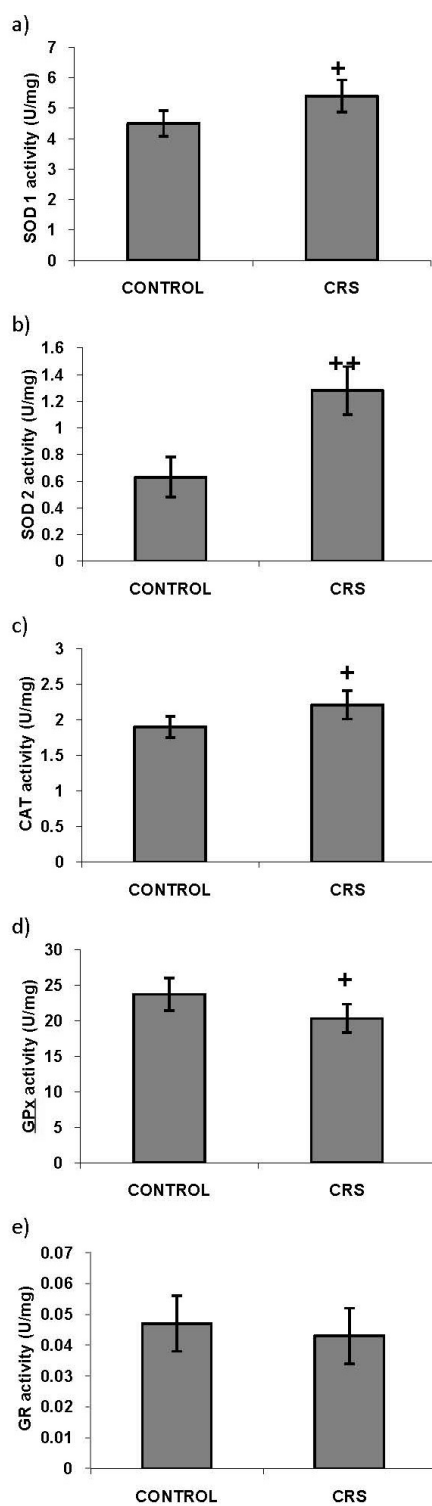 a)
SOD 1 activity (U/mg)
7
6
5
4
3
2
1
0
+
CONTROL CRS
b)
SOD 2 activity (U/mg)
1.6
1.4
1.2
1
0.8
0.6
0.4
0.2
0
++
CONTROL CRS
c)
CAT activity (U/mg)
3
2.5
2
1.5
1
0.5
0
+
CONTROL CRS
d)
GPx activity (U/mg)
30
25
20
15
10
5
0
+
CONTROL CRS
e)
GR activity (U/mg)
0.07
0.06
0.05
0.04
0.03
0.02
0.01
0
CONTROL CRS